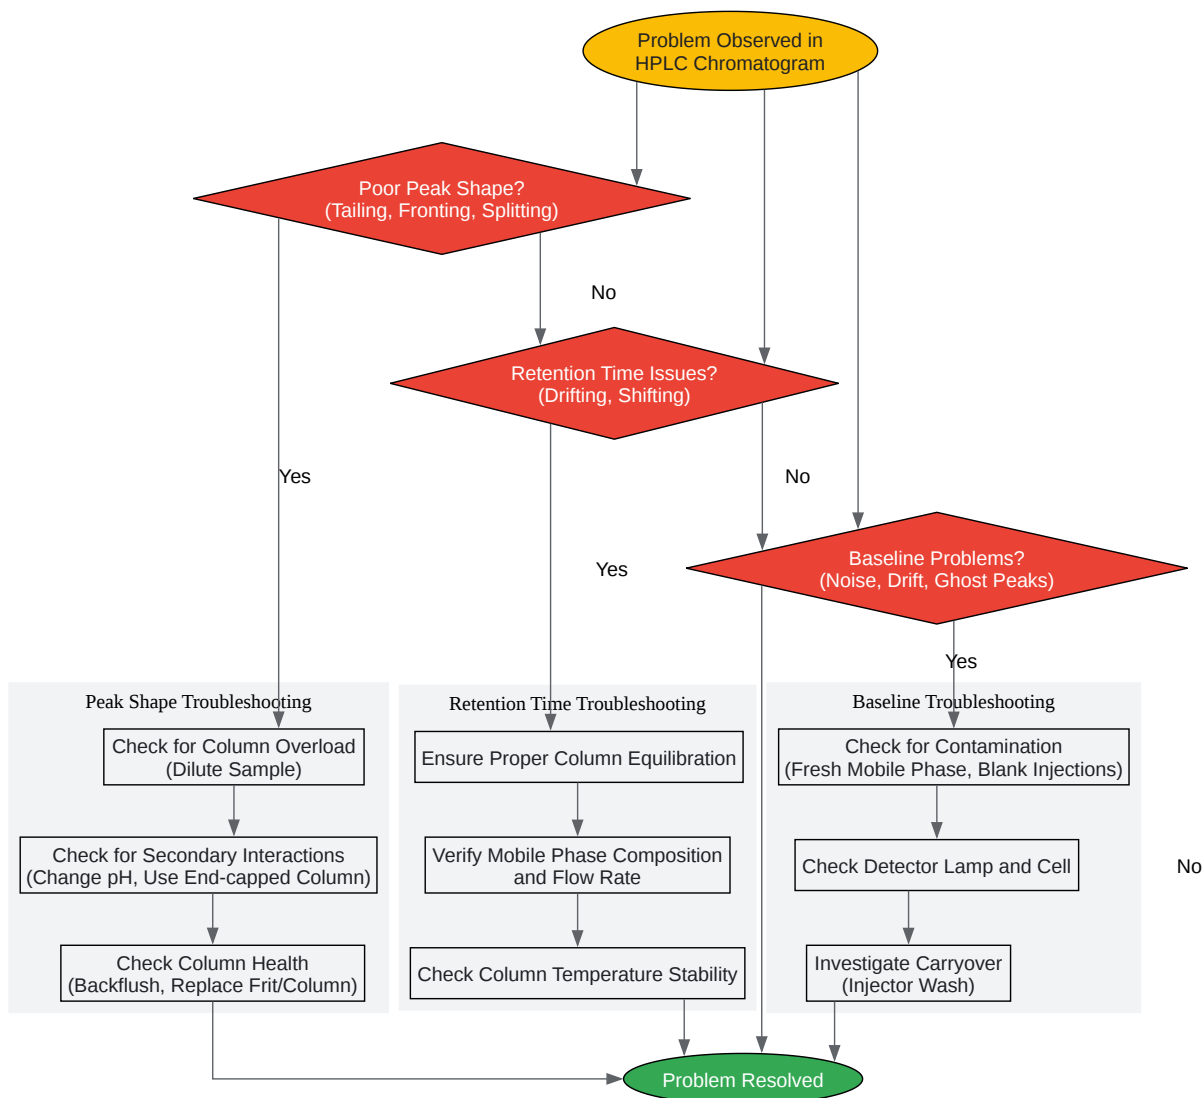 Problem Observed in
HPLC Chromatogram
Poor Peak Shape?
(Tailing, Fronting, Splitting)
No
Retention Time Issues?
(Drifting, Shifting)
Yes
No
Baseline Problems?
(Noise, Drift, Ghost Peaks)
Yes
Yes
Peak Shape Troubleshooting
Check for Column Overload
(Dilute Sample)
Check for Secondary Interactions
(Change pH, Use End-capped Column)
Check Column Health
(Backflush, Replace Frit/Column)
Retention Time Troubleshooting
Ensure Proper Column Equilibration
Verify Mobile Phase Composition
and Flow Rate
Check Column Temperature Stability
Baseline Troubleshooting
Check for Contamination
(Fresh Mobile Phase, Blank Injections)
Check Detector Lamp and Cell
Investigate Carryover
(Injector Wash)
No
Problem Resolved